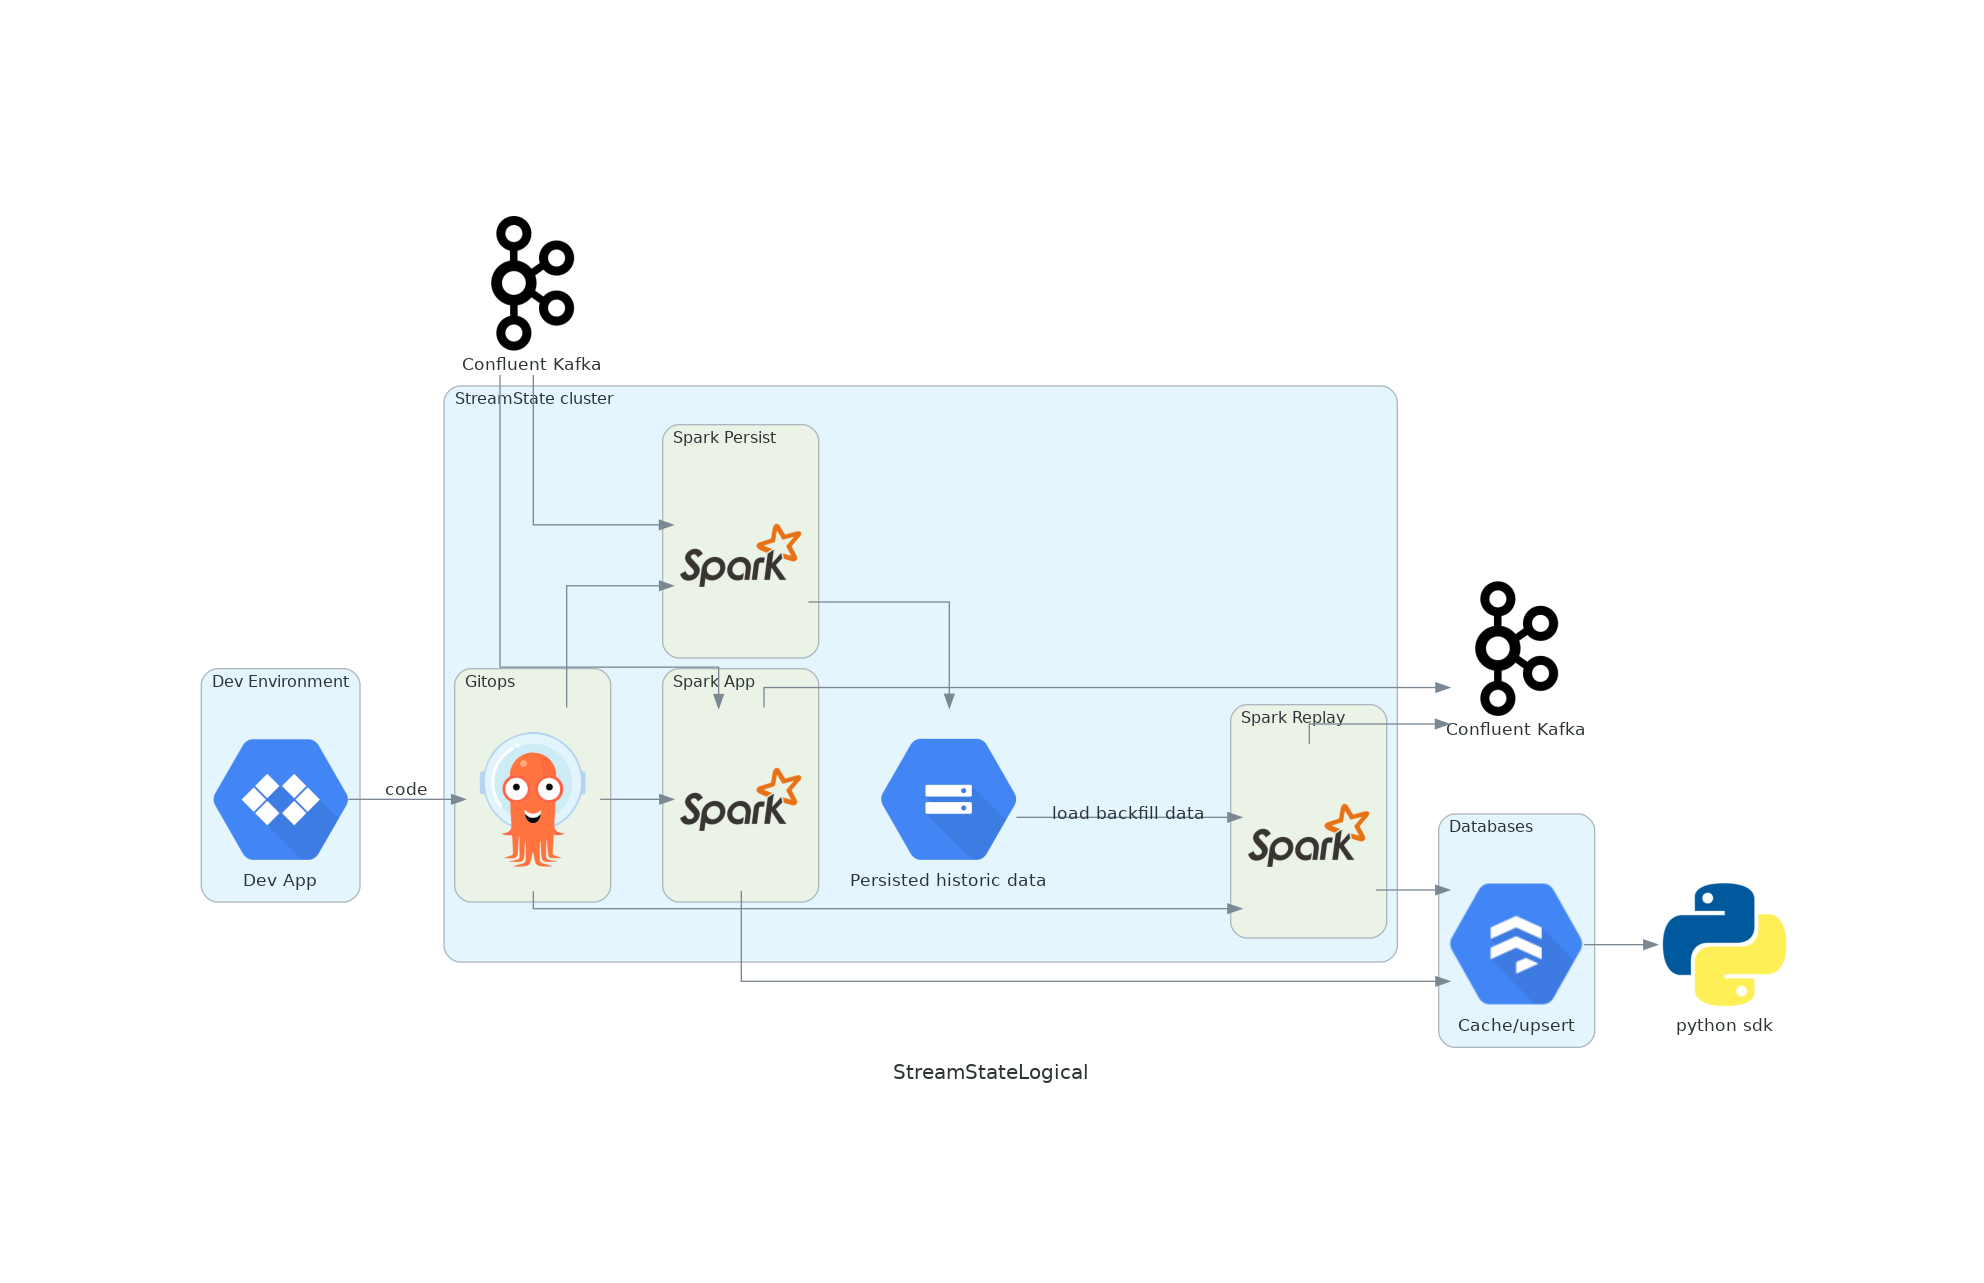 Confluent Kafka
StreamState cluster
Spark Persist
Spark
Dev Environment
Dev App
code
Gitops
Spark App
Spark
Persisted historic data
load backfill data
Spark Replay
Spark
Confluent Kafka
Databases
Cache/upsert
python sdk
StreamStateLogical